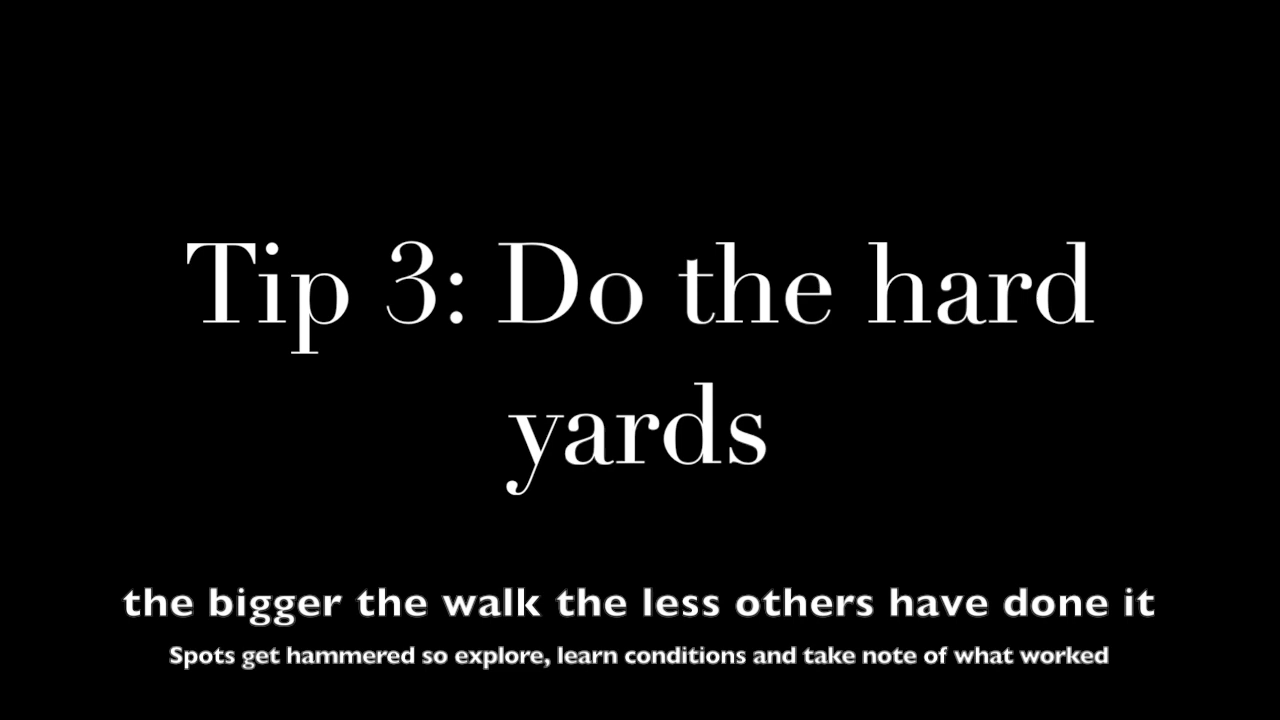 Tip 3: Do the hard
yards
the bigger the walk the less others have done it
Spots get hammered so explore, learn conditions and take note of what worked